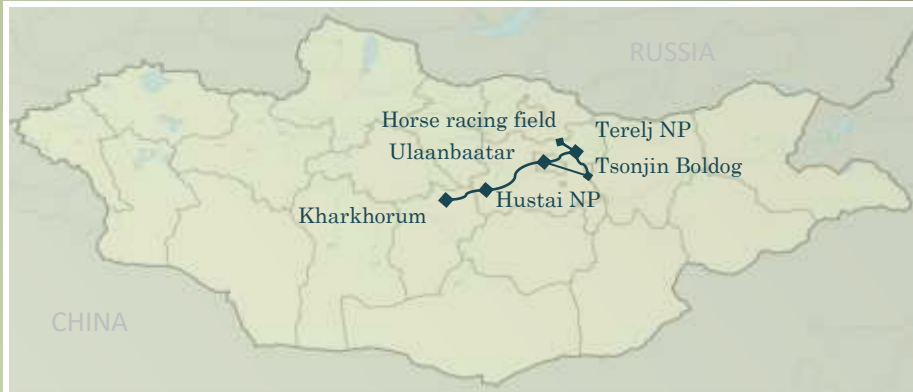 RUSSIA
Horse racing field
Terelj NP
Ulaanbaatar
Tsonjin Boldog
Hustai NP
Kharkhorum
CHINA